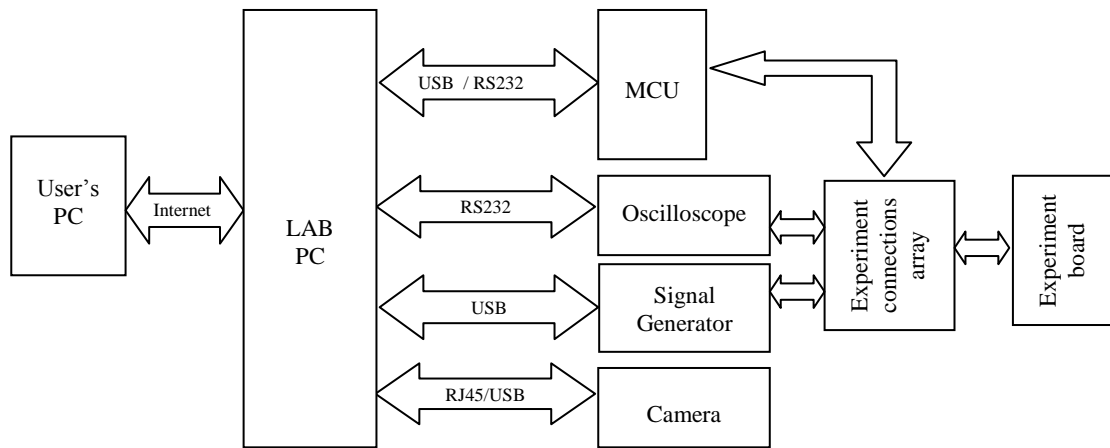 User's
PC
Internet
LAB
PC
USB / RS232
MCU
RS232
Oscilloscope
USB
Signal
Generator
RJ45/USB
Camera
Experiment
connections
array
Experiment
board